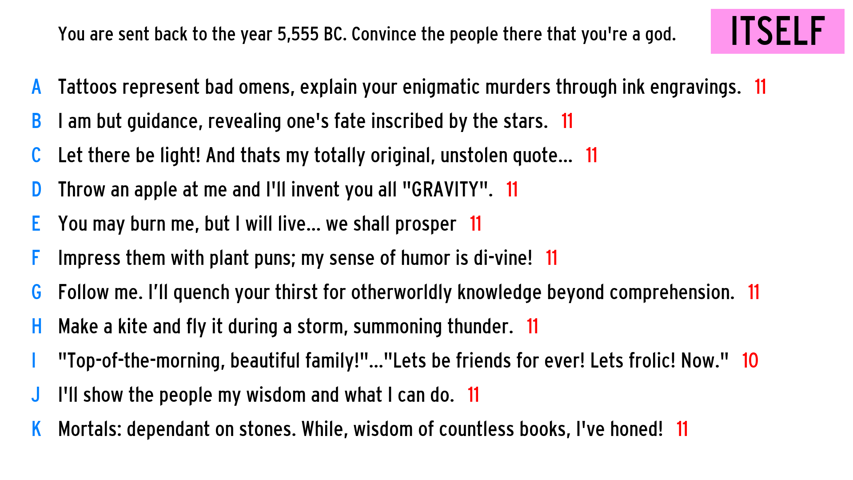 You are sent back to the year 5,555 BC. Convince the people there that you're a god.
ITSELF
A Tattoos represent bad omens, explain your enigmatic murders through ink engravings. 11
B I am but guidance, revealing one's fate inscribed by the stars. 11
C Let there be light! And thats my totally original, unstolen quote... 11
D Throw an apple at me and I'll invent you all "GRAVITY". 11
E You may burn me, but I will live... we shall prosper 11
F Impress them with plant puns; my sense of humor is di-vine! 11
G Follow me. I’ll quench your thirst for otherworldly knowledge beyond comprehension. 11
H Make a kite and fly it during a storm, summoning thunder. 11
I "Top-of-the-morning, beautiful family!"..."Lets be friends for ever! Lets frolic! Now." 10
J I'll show the people my wisdom and what I can do. 11
K Mortals: dependant on stones. While, wisdom of countless books, I've honed! 11